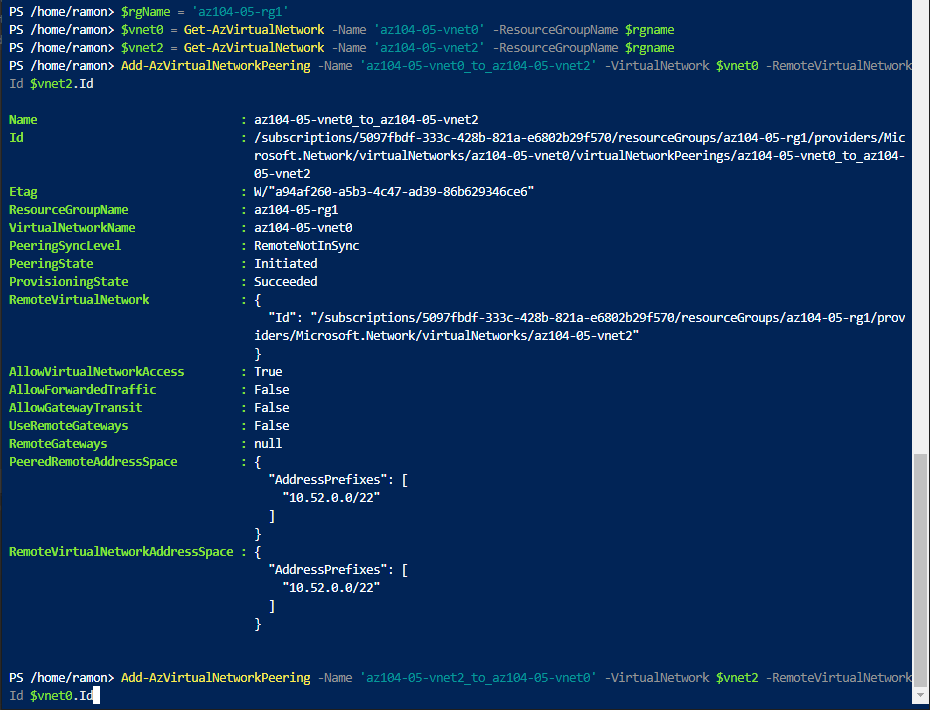 PS /home/ramon> $rgName = 'az104-05-rg1'
PS /home/ramon> $vnet0 = Get-AzVirtualNetwork -Name 'az104-05-vnet0' -ResourceGroupName $rgname
PS /home/ramon> $vnet2 = Get-AzVirtualNetwork -Name 'az104-05-vnet2' -ResourceGroupName $rgname
PS /home/ramon> Add-AzVirtualNetworkPeering -Name 'az104-05-vnet0_to_az104-05-vnet2' -VirtualNetwork $vnet0 -RemoteVirtualNetwork
Id $vnet2.Id
Name : az104-05-vnet0_to_az104-05-vnet2
Id : /subscriptions/5097fbdf-333c-428b-821a-e6802b29f570/resourceGroups/az104-05-rg1/providers/Mic
rosoft.Network/virtualNetworks/az104-05-vnet0/virtualNetworkPeerings/az104-05-vnet0_to_az104-
05-vnet2
Etag : W/"a94af260-a5b3-4c47-ad39-86b629346ce6"
ResourceGroupName : az104-05-rg1
VirtualNetworkName : az104-05-vnet0
PeeringSyncLevel : RemoteNotInSync
PeeringState : Initiated
ProvisioningState : Succeeded
RemoteVirtualNetwork : {
"Id": "/subscriptions/5097fbdf-333c-428b-821a-e6802b29f570/resourceGroups/az104-05-rg1/prov
iders/Microsoft.Network/virtualNetworks/az104-05-vnet2"
}
AllowVirtualNetworkAccess : True
AllowForwardedTraffic : False
AllowGatewayTransit : False
UseRemoteGateways : False
RemoteGateways : null
PeeredRemoteAddressSpace : {
"AddressPrefixes": [
"10.52.0.0/22"
]
}
RemoteVirtualNetworkAddressSpace : {
"AddressPrefixes": [
"10.52.0.0/22"
]
}
PS /home/ramon> Add-AzVirtualNetworkPeering -Name 'az104-05-vnet2_to_az104-05-vnet0' -VirtualNetwork $vnet2 -RemoteVirtualNetwork
Id $vnet0.Id